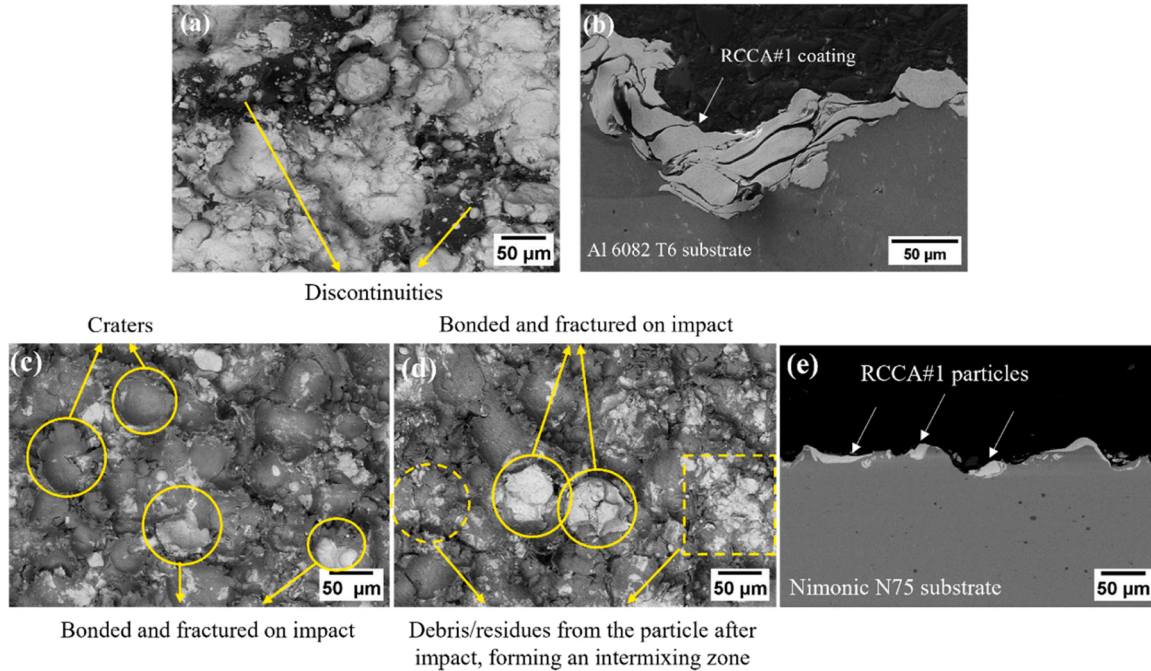 (a)
50 µm
(b)
RCCA#1 coating
Al 6082 T6 substrate
50 µm
Discontinuities
Craters
Bonded and fractured on impact
(c)
50 µm
(d)
50 µm
(e)
RCCA#1 particles
Nimonic N75 substrate
50 µm
Bonded and fractured on impact
Debris/residues from the particle after
impact, forming an intermixing zone